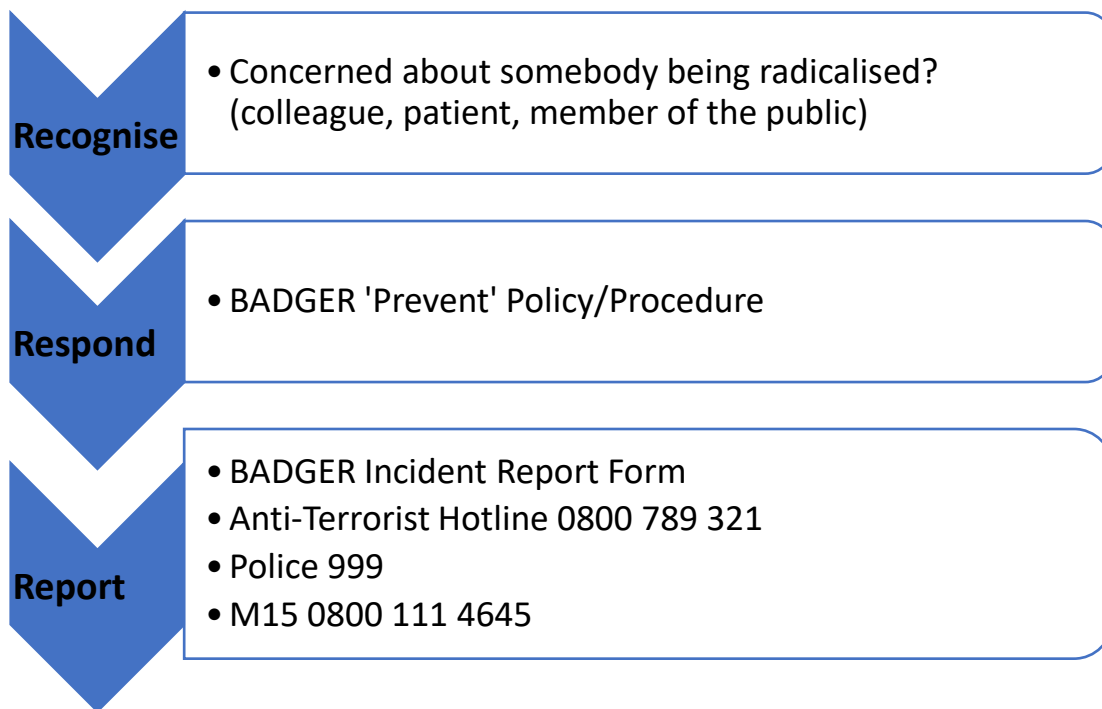 Recognise
• Concerned about somebody being radicalised?
(colleague, patient, member of the public)
Respond
• BADGER 'Prevent' Policy/Procedure
Report
• BADGER Incident Report Form
• Anti-Terrorist Hotline 0800 789 321
• Police 999
• M15 0800 111 4645